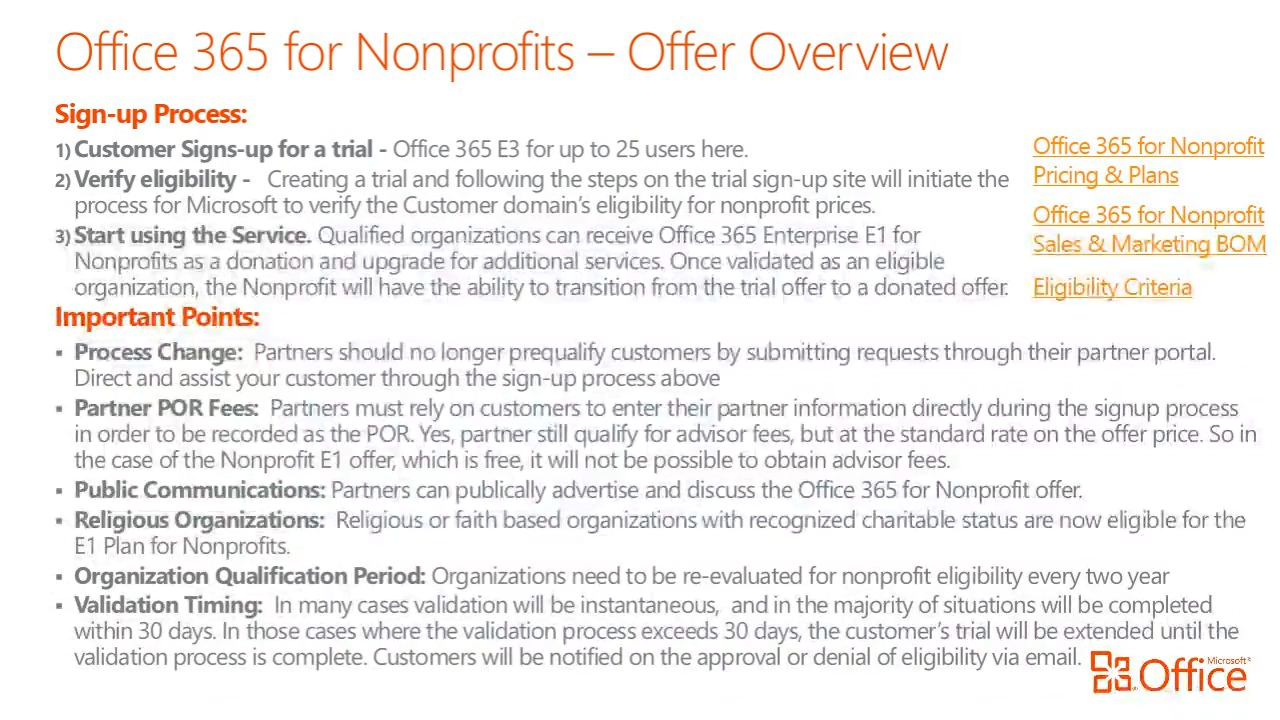 Office 365 for Nonprofits – Offer Overview
Sign-up Process:
1) Customer Signs-up for a trial - Office 365 E3 for up to 25 users here.
2) Verify eligibility - Creating a trial and following the steps on the trial sign-up site will initiate the
process for Microsoft to verify the Customer domain's eligibility for nonprofit prices.
3) Start using the Service. Qualified organizations can receive Office 365 Enterprise E1 for
Nonprofits as a donation and upgrade for additional services. Once validated as an eligible
organization, the Nonprofit will have the ability to transition from the trial offer to a donated offer.
Office 365 for Nonprofit
Pricing & Plans
Office 365 for Nonprofit
Sales & Marketing BOM
Eligibility Criteria
Important Points:
▪ Process Change: Partners should no longer prequalify customers by submitting requests through their partner portal.
Direct and assist your customer through the sign-up process above
▪ Partner POR Fees: Partners must rely on customers to enter their partner information directly during the signup process
in order to be recorded as the POR. Yes, partner still qualify for advisor fees, but at the standard rate on the offer price. So in
the case of the Nonprofit E1 offer, which is free, it will not be possible to obtain advisor fees.
▪ Public Communications: Partners can publically advertise and discuss the Office 365 for Nonprofit offer.
▪ Religious Organizations: Religious or faith based organizations with recognized charitable status are now eligible for the
E1 Plan for Nonprofits.
▪ Organization Qualification Period: Organizations need to be re-evaluated for nonprofit eligibility every two year
▪ Validation Timing: In many cases validation will be instantaneous, and in the majority of situations will be completed
within 30 days. In those cases where the validation process exceeds 30 days, the customer's trial will be extended until the
validation process is complete. Customers will be notified on the approval or denial of eligibility via email.
Microsoft®
Office